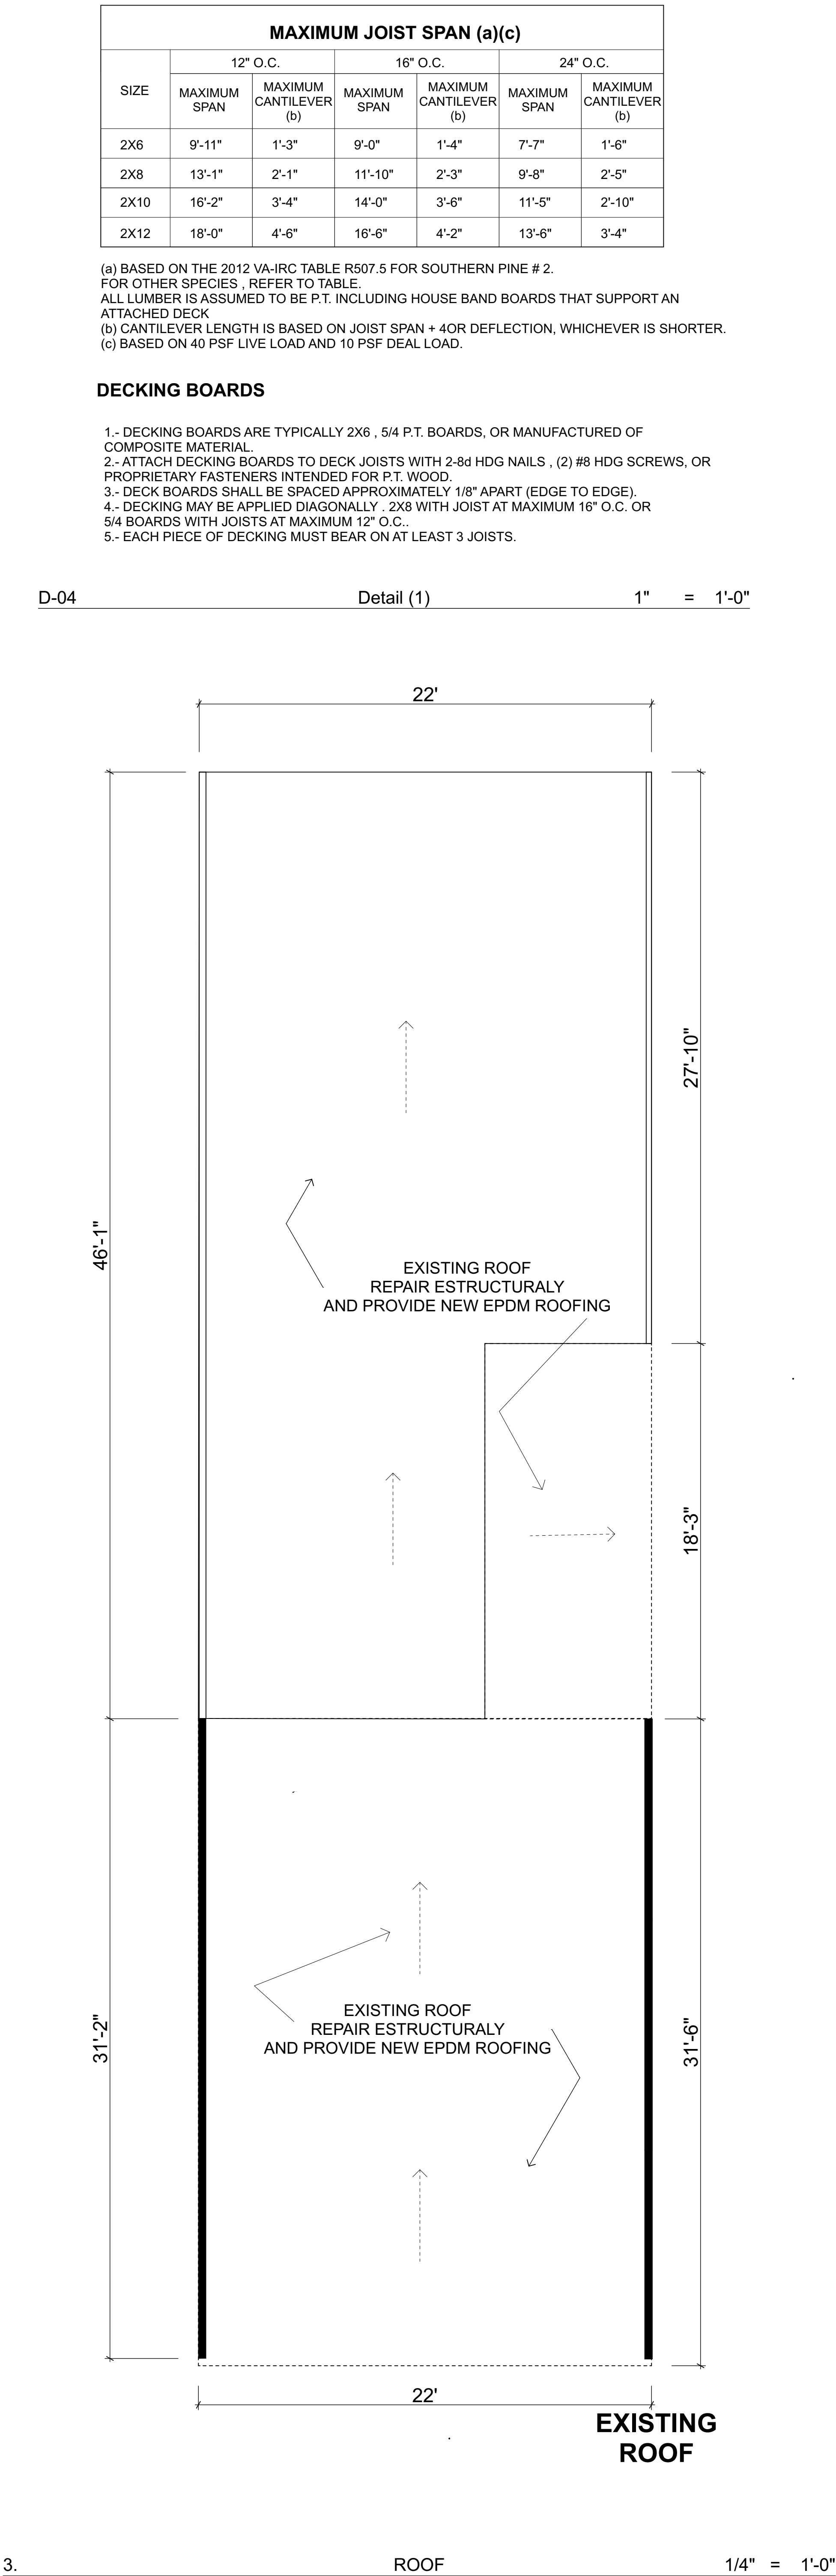 MAXIMUM JOIST SPAN (a)(c)
SIZE
12" O.C.
16" O.C.
24" O.C.
MAXIMUM SPAN
MAXIMUM CANTILEVER (b)
MAXIMUM SPAN
MAXIMUM CANTILEVER (b)
MAXIMUM SPAN
MAXIMUM CANTILEVER (b)
2X6 9'-11" 1'-3" 9'-0" 1'-4" 7'-7" 1'-6"
2X8 13'-1" 2'-1" 11'-10" 2'-3" 9'-8" 2'-5"
2X10 16'-2" 3'-4" 14'-0" 3'-6" 11'-5" 2'-10"
2X12 18'-0" 4'-6" 16'-6" 4'-2" 13'-6" 3'-4"
(a) BASED ON THE 2012 VA-IRC TABLE R507.5 FOR SOUTHERN PINE # 2.
FOR OTHER SPECIES , REFER TO TABLE.
ALL LUMBER IS ASSUMED TO BE P.T. INCLUDING HOUSE BAND BOARDS THAT SUPPORT AN
ATTACHED DECK
(b) CANTILEVER LENGTH IS BASED ON JOIST SPAN + 4OR DEFLECTION, WHICHEVER IS SHORTER.
(c) BASED ON 40 PSF LIVE LOAD AND 10 PSF DEAL LOAD.
DECKING BOARDS
1.- DECKING BOARDS ARE TYPICALLY 2X6 , 5/4 P.T. BOARDS, OR MANUFACTURED OF
COMPOSITE MATERIAL.
2.- ATTACH DECKING BOARDS TO DECK JOISTS WITH 2-8d HDG NAILS , (2) #8 HDG SCREWS, OR
PROPRIETARY FASTENERS INTENDED FOR P.T. WOOD.
3.- DECK BOARDS SHALL BE SPACED APPROXIMATELY 1/8" APART (EDGE TO EDGE).
4.- DECKING MAY BE APPLIED DIAGONALLY . 2X8 WITH JOIST AT MAXIMUM 16" O.C. OR
5/4 BOARDS WITH JOISTS AT MAXIMUM 12" O.C..
5.- EACH PIECE OF DECKING MUST BEAR ON AT LEAST 3 JOISTS.
D-04 Detail (1) 1" = 1'-0"
22'
27'-10"
46'-1"
EXISTING ROOF
REPAIR ESTRUCTURALY
AND PROVIDE NEW EPDM ROOFING
18'-3"
31'-2"
EXISTING ROOF
REPAIR ESTRUCTURALY
AND PROVIDE NEW EPDM ROOFING
31'-6"
22'
EXISTING
ROOF
3. ROOF 1/4" = 1'-0"